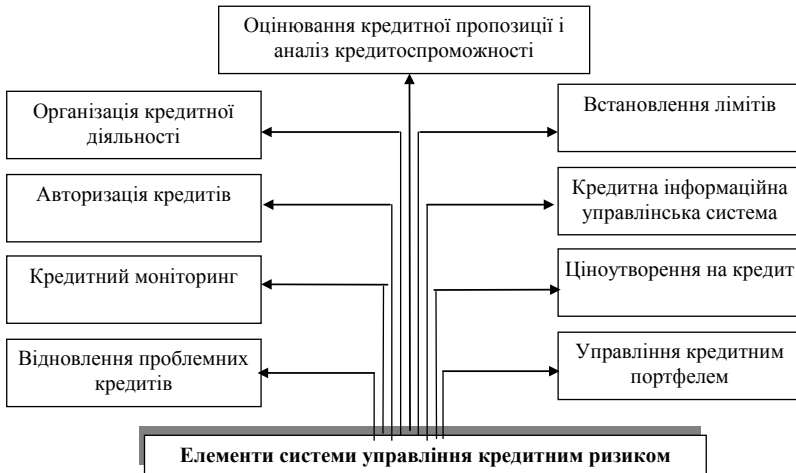 Оцінювання кредитної пропозиції і
аналіз кредитоспроможності
Організація кредитної
діяльності
Встановлення лімітів
Авторизація кредитів
Кредитна інформаційна
управлінська система
Кредитний моніторинг
Ціноутворення на кредит
Відновлення проблемних
кредитів
Управління кредитним
портфелем
Елементи системи управління кредитним ризиком